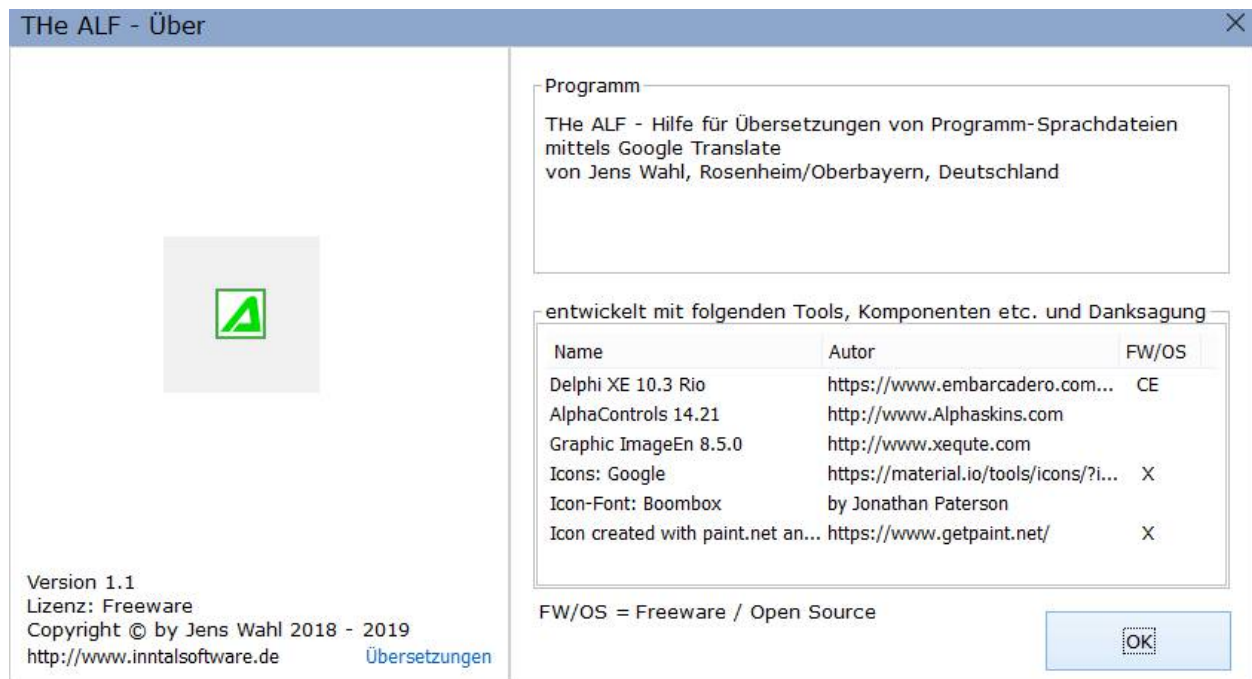 THe ALF - Über
Programm
THe ALF - Hilfe für Übersetzungen von Programm-Sprachdateien
mittels Google Translate
von Jens Wahl, Rosenheim/Oberbayern, Deutschland
entwickelt mit folgenden Tools, Komponenten etc. und Danksagung
Name Autor FW/OS
Delphi XE 10.3 Rio https://www.embarcadero.com... CE
AlphaControls 14.21 http://www.Alphaskins.com
Graphic ImageEn 8.5.0 http://www.xequte.com
Icons: Google https://material.io/tools/icons/?i... X
Icon-Font: Boombox by Jonathan Paterson
Icon created with paint.net an... https://www.getpaint.net/ X
FW/OS = Freeware / Open Source
OK
Version 1.1
Lizenz: Freeware
Copyright © by Jens Wahl 2018 - 2019
http://www.inntalsoftware.de Übersetzungen